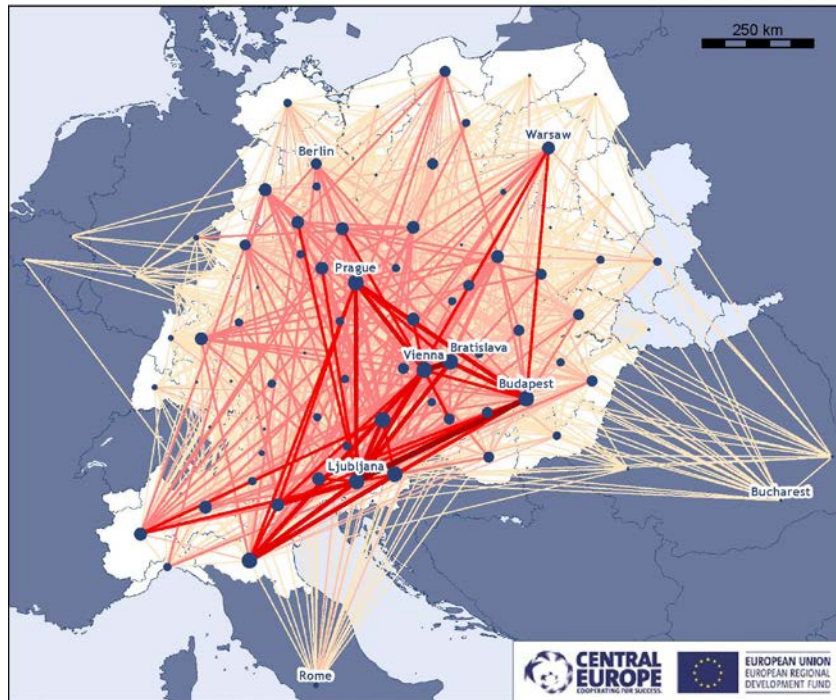 250 km
Warsaw
Berlin
Prague
Bratislava
Vienna
Budapest
Ljubljana
Bucharest
Rome
CENTRAL
EUROPE
COOPERATING FOR SUCCESS.
EUROPEAN UNION
EUROPEAN REGIONAL
DEVELOPMENT FUND